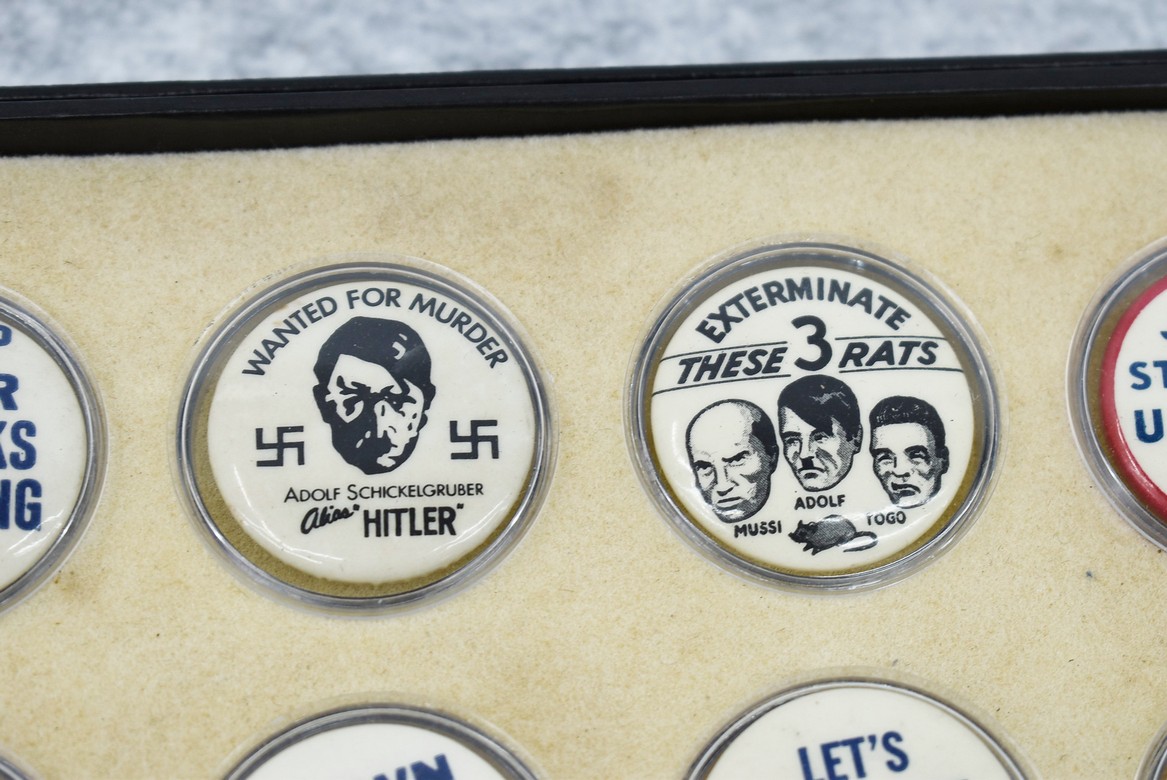 WANTED FOR MURDER
ADOLF SCHICKELGRUBER
Alias "HITLER"
EXTERMINATE
THESE 3 RATS
ADOLF
MUSSI
TOGO
LET'S